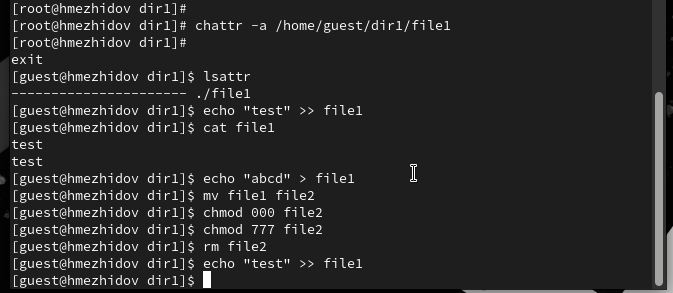 [root@hmezhidov dir1]#
[root@hmezhidov dir1]# chattr -a /home/guest/dir1/file1
[root@hmezhidov dir1]#
exit
[guest@hmezhidov dir1]$ lsattr
---------------------- ./file1
[guest@hmezhidov dir1]$ echo "test" >> file1
[guest@hmezhidov dir1]$ cat file1
test
test
[guest@hmezhidov dir1]$ echo "abcd" > file1
[guest@hmezhidov dir1]$ mv file1 file2
[guest@hmezhidov dir1]$ chmod 000 file2
[guest@hmezhidov dir1]$ chmod 777 file2
[guest@hmezhidov dir1]$ rm file2
[guest@hmezhidov dir1]$ echo "test" >> file1
[guest@hmezhidov dir1]$